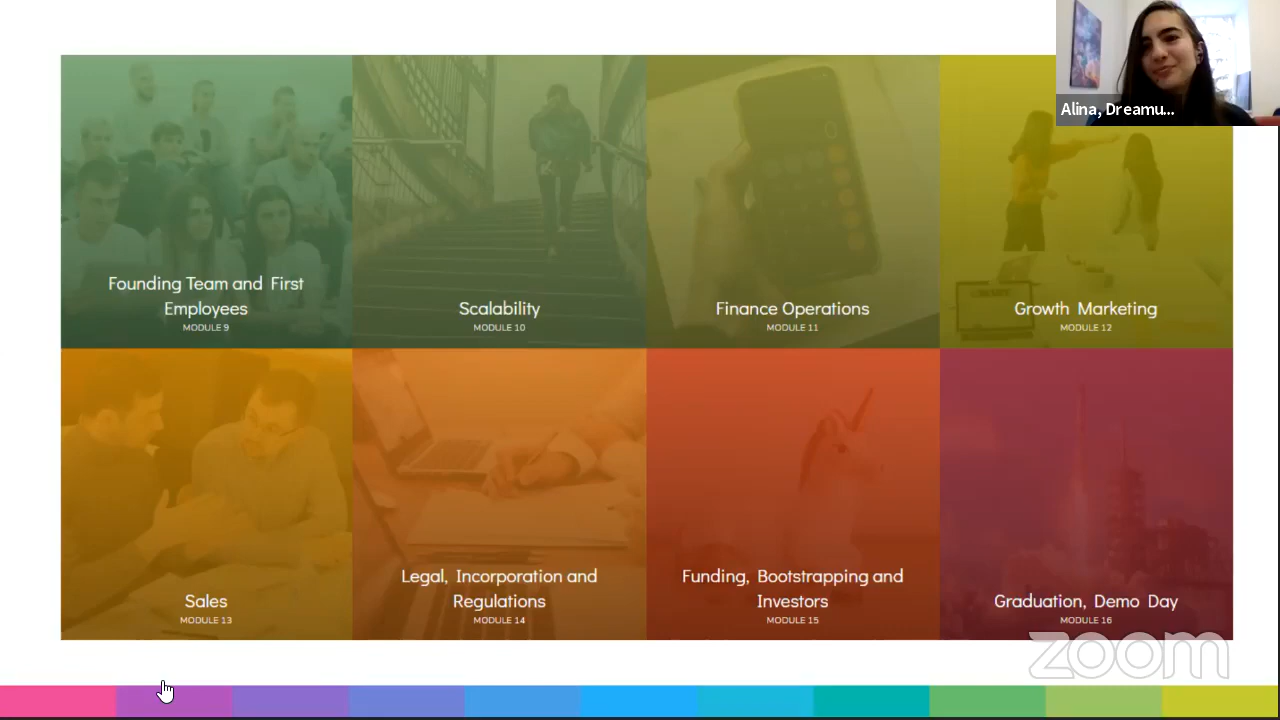 Alina, Dreamu...
Founding Team and First
Employees
MODULE 9
Scalability
MODULE 10
Finance Operations
MODULE 11
Growth Marketing
MODULE 12
Sales
MODULE 13
Legal, Incorporation and
Regulations
MODULE 14
Funding, Bootstrapping and
Investors
MODULE 15
Graduation, Demo Day
MODULE 16
zoom